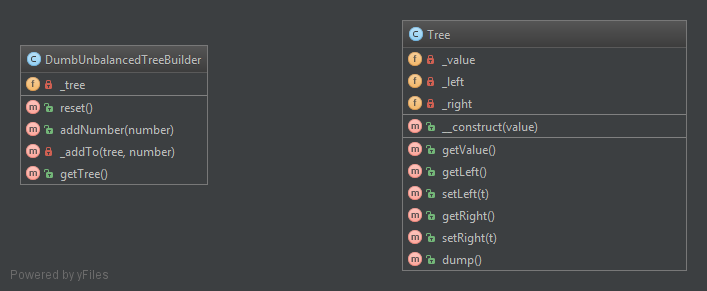 DumbUnbalancedTreeBuilder
_tree
reset()
addNumber(number)
_addTo(tree, number)
getTree()
Tree
_value
_left
_right
__construct(value)
getValue()
getLeft()
setLeft(t)
getRight()
setRight(t)
dump()
Powered by yFiles